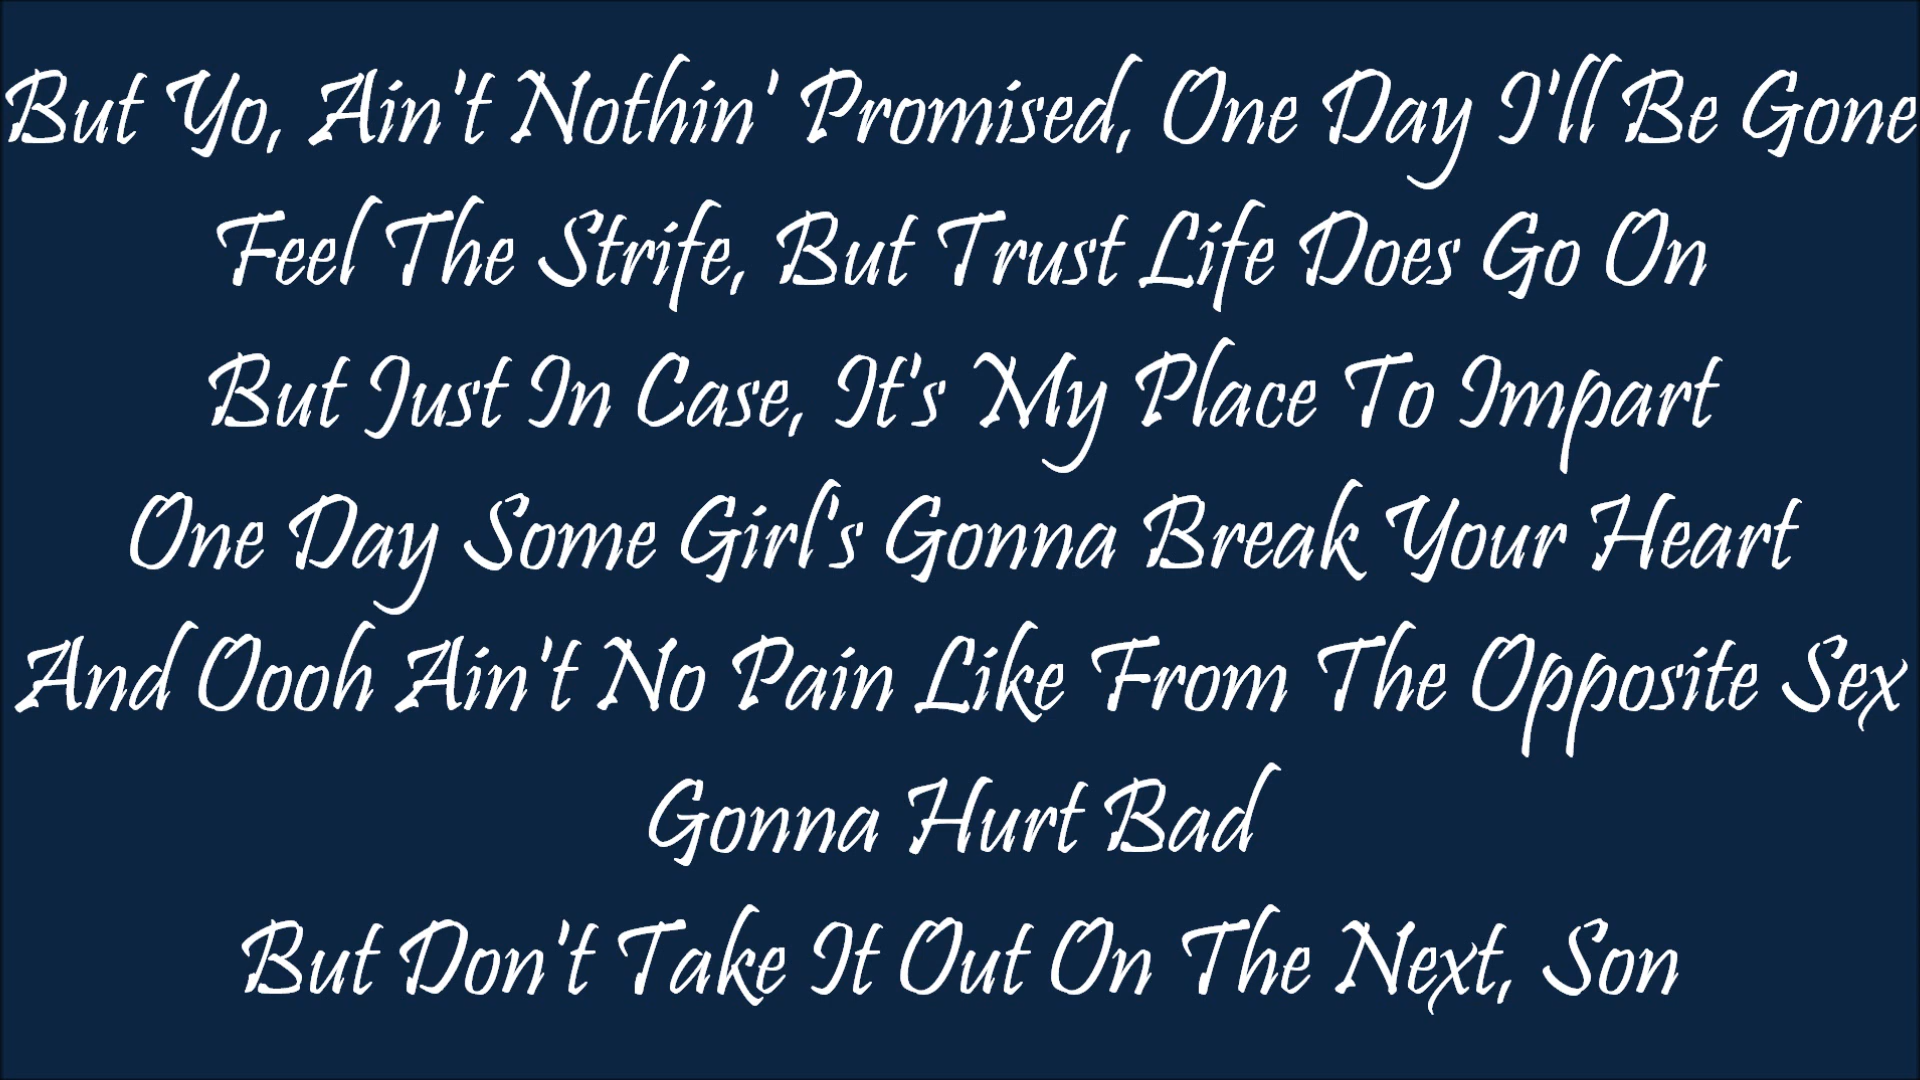 But Yo, Ain't Nothin' Promised, One Day I'll Be Gone
Feel The Strife, But Trust Life Does Go On
But Just In Case, It's My Place To Impart
One Day Some Girl's Gonna Break Your Heart
And Oooh Ain't No Pain Like From The Opposite Sex
Gonna Hurt Bad
But Don't Take It Out On The Next, Son